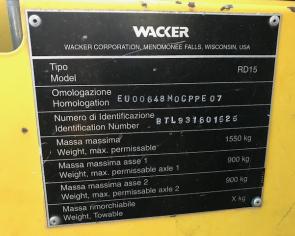 WACKER
WACKER CORPORATION, MENOMONEE FALLS, WISCONSIN, USA
Tipo
Model RD15
Omologazione
Homologation EU00648M0CPPE07
Numero di Identificazione
Identification Number BTL931801626
Massa massima 1550 kg
Weight, max. permissable
Massa massima asse 1 900 kg
Weight, max. permissable axle 1
Massa massima asse 2 900 kg
Weight, max. permissable axle 2
Massa rimorchiabile X kg
Weight, Towable